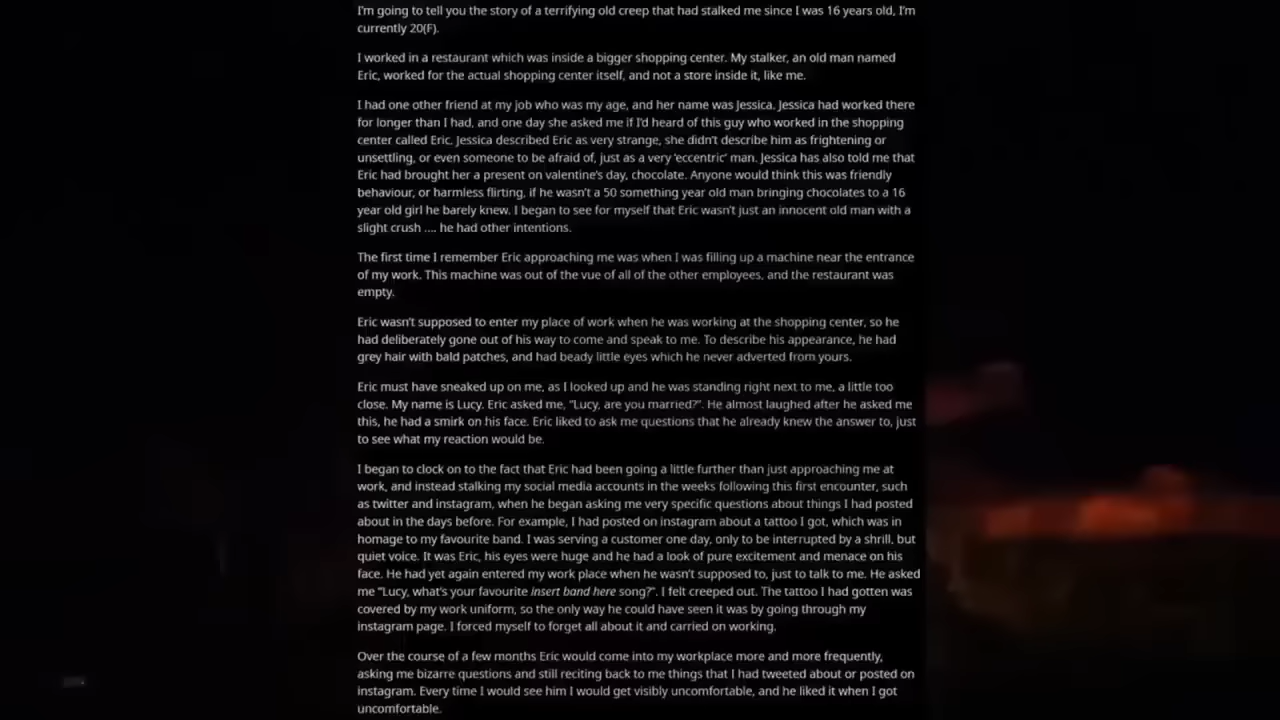 I'm going to tell you the story of a terrifying old creep that had stalked me since I was 16 years old, I'm
currently 20(F).
I worked in a restaurant which was inside a bigger shopping center. My stalker, an old man named
Eric, worked for the actual shopping center itself, and not a store inside it, like me.
I had one other friend at my job who was my age, and her name was Jessica. Jessica had worked there
for longer than I had, and one day she asked me if I'd heard of this guy who worked in the shopping
center called Eric. Jessica described Eric as very strange, she didn't describe him as frightening or
unsettling, or even someone to be afraid of, just as a very 'eccentric' man. Jessica has also told me that
Eric had brought her a present on valentine's day, chocolate. Anyone would think this was friendly
behaviour, or harmless flirting, if he wasn't a 50 something year old man bringing chocolates to a 16
year old girl he barely knew. I began to see for myself that Eric wasn't just an innocent old man with a
slight crush .... he had other intentions.
The first time I remember Eric approaching me was when I was filling up a machine near the entrance
of my work. This machine was out of the vue of all of the other employees, and the restaurant was
empty.
Eric wasn't supposed to enter my place of work when he was working at the shopping center, so he
had deliberately gone out of his way to come and speak to me. To describe his appearance, he had
grey hair with bald patches, and had beady little eyes which he never adverted from yours.
Eric must have sneaked up on me, as I looked up and he was standing right next to me, a little too
close. My name is Lucy. Eric asked me, "Lucy, are you married?". He almost laughed after he asked me
this, he had a smirk on his face. Eric liked to ask me questions that he already knew the answer to, just
to see what my reaction would be.
I began to clock on to the fact that Eric had been going a little further than just approaching me at
work, and instead stalking my social media accounts in the weeks following this first encounter, such
as twitter and instagram, when he began asking me very specific questions about things I had posted
about in the days before. For example, I had posted on instagram about a tattoo I got, which was in
homage to my favourite band. I was serving a customer one day, only to be interrupted by a shrill, but
quiet voice. It was Eric, his eyes were huge and he had a look of pure excitement and menace on his
face. He had yet again entered my work place when he wasn't supposed to, just to talk to me. He asked
me "Lucy, what's your favourite insert band here song?". I felt creeped out. The tattoo I had gotten was
covered by my work uniform, so the only way he could have seen it was by going through my
instagram page. I forced myself to forget all about it and carried on working.
Over the course of a few months Eric would come into my workplace more and more frequently,
asking me bizarre questions and still reciting back to me things that I had tweeted about or posted on
instagram. Every time I would see him I would get visibly uncomfortable, and he liked it when I got
uncomfortable.